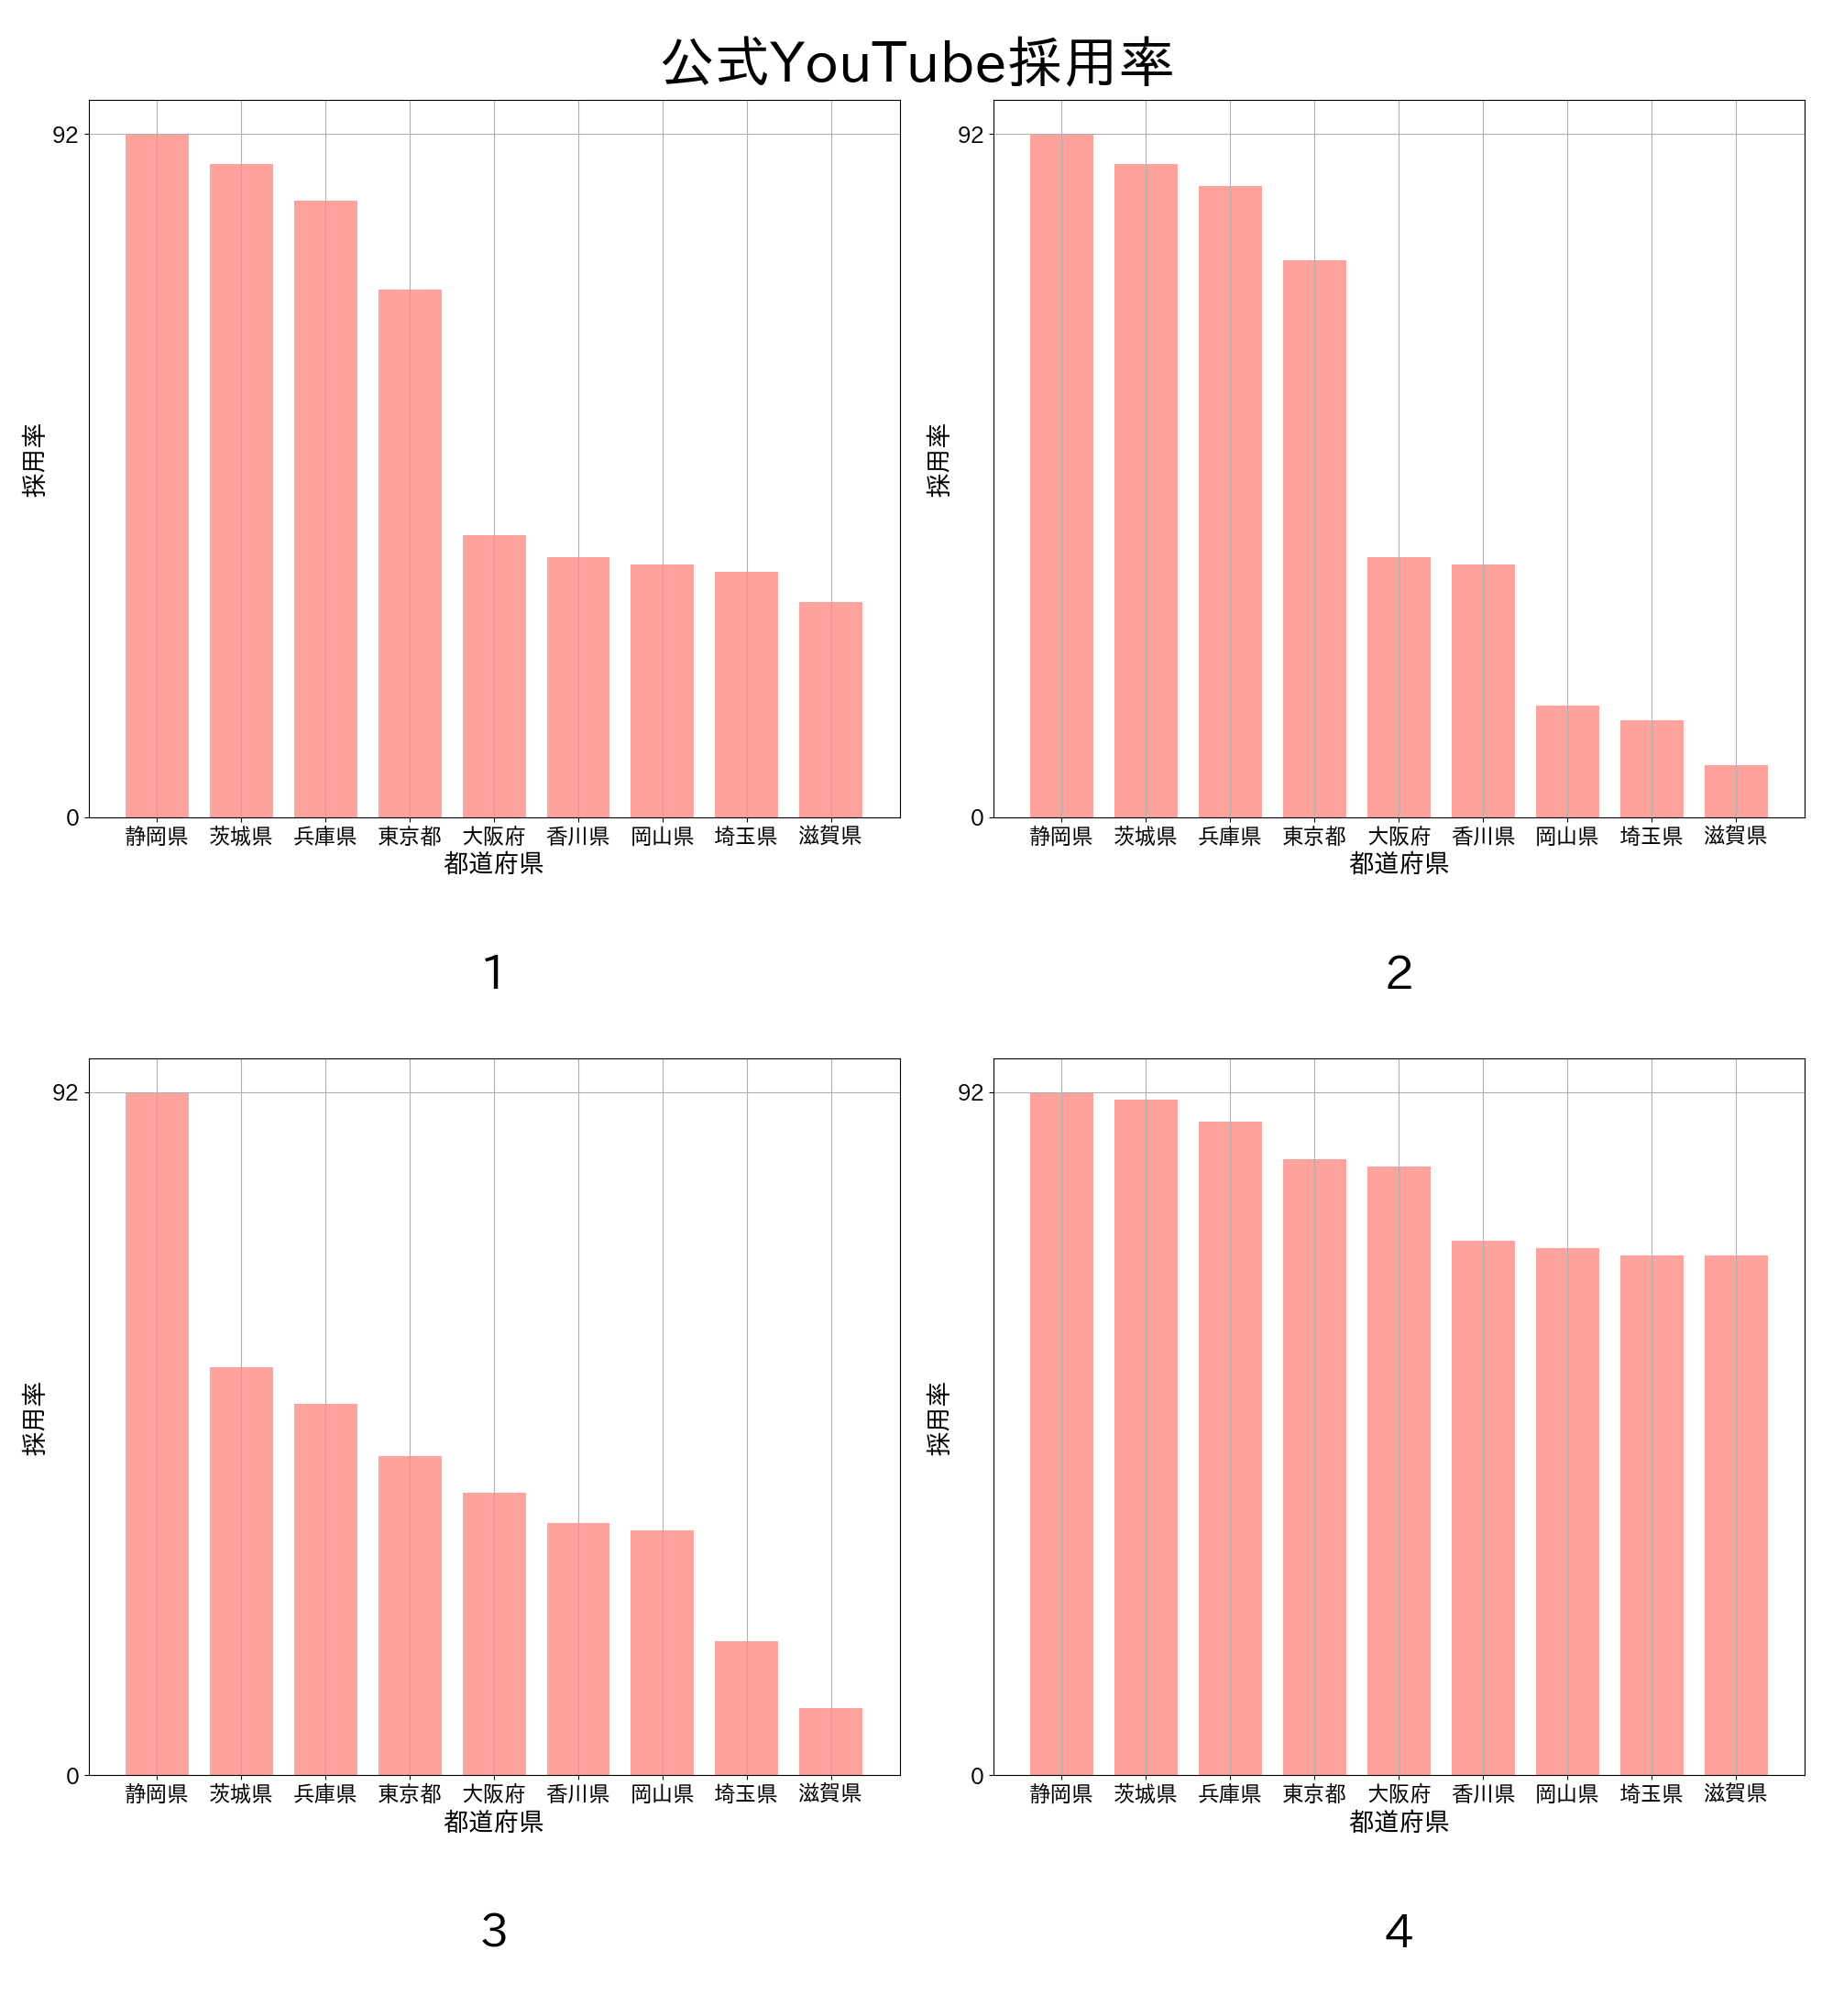 公式YouTube採用率
92
採用率
0
静岡県 茨城県 兵庫県 東京都 大阪府 香川県 岡山県 埼玉県 滋賀県
都道府県
1
92
採用率
0
静岡県 茨城県 兵庫県 東京都 大阪府 香川県 岡山県 埼玉県 滋賀県
都道府県
2
92
採用率
0
静岡県 茨城県 兵庫県 東京都 大阪府 香川県 岡山県 埼玉県 滋賀県
都道府県
3
92
採用率
0
静岡県 茨城県 兵庫県 東京都 大阪府 香川県 岡山県 埼玉県 滋賀県
都道府県
4